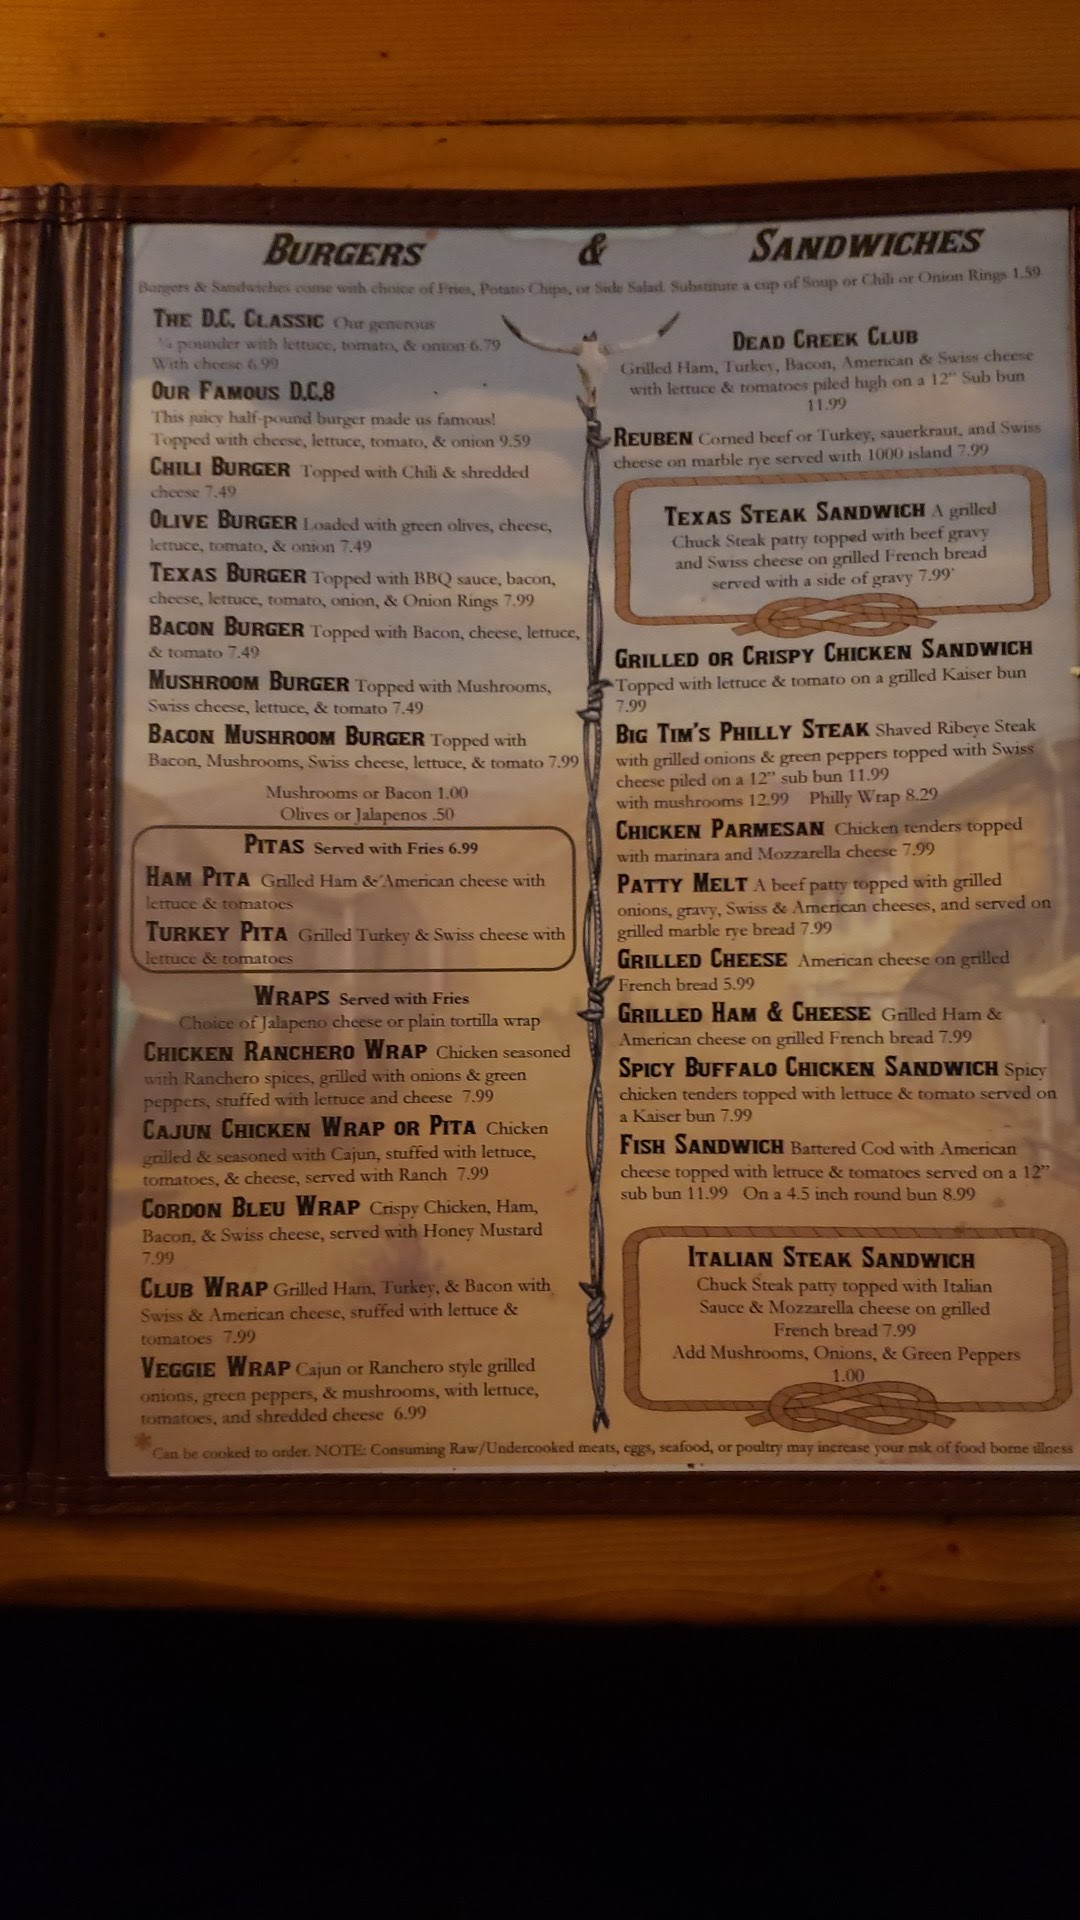 BURGERS & SANDWICHES
Burgers & Sandwiches come with choice of Fries, Potato Chips, or Side Salad. Substitute a cup of Soup or Chili or Onion Rings 1.59
THE D.C. CLASSIC Our generous
pounder with lettuce, tomato, & onion 6.79
With cheese 6.99
OUR FAMOUS D.C.8
This juicy half-pound burger made us famous!
Topped with cheese, lettuce, tomato, & onion 9.59
CHILI BURGER Topped with Chili & shredded
cheese 7.49
OLIVE BURGER Loaded with green olives, cheese,
lettuce, tomato, & onion 7.49
TEXAS BURGER Topped with BBQ sauce, bacon,
cheese, lettuce, tomato, onion, & Onion Rings 7.99
BACON BURGER Topped with Bacon, cheese, lettuce,
& tomato 7.49
MUSHROOM BURGER Topped with Mushrooms,
Swiss cheese, lettuce, & tomato 7.49
BACON MUSHROOM BURGER Topped with
Bacon, Mushrooms, Swiss cheese, lettuce, & tomato 7.99
Mushrooms or Bacon 1.00
Olives or Jalapenos .50
PITAS Served with Fries 6.99
HAM PITA Grilled Ham & American cheese with
lettuce & tomatoes
TURKEY PITA Grilled Turkey & Swiss cheese with
lettuce & tomatoes
WRAPS Served with Fries
Choice of Jalapeno cheese or plain tortilla wrap
CHICKEN RANCHERO WRAP Chicken seasoned
with Ranchero spices, grilled with onions & green
peppers, stuffed with lettuce and cheese 7.99
CAJUN CHICKEN WRAP OR PITA Chicken
grilled & seasoned with Cajun, stuffed with lettuce,
tomatoes, & cheese, served with Ranch 7.99
CORDON BLEU WRAP Crispy Chicken, Ham,
Bacon, & Swiss cheese, served with Honey Mustard
7.99
CLUB WRAP Grilled Ham, Turkey, & Bacon with
Swiss & American cheese, stuffed with lettuce &
tomatoes 7.99
VEGGIE WRAP Cajun or Ranchero style grilled
onions, green peppers, & mushrooms, with lettuce,
tomatoes, and shredded cheese 6.99
DEAD CREEK CLUB
Grilled Ham, Turkey, Bacon, American & Swiss cheese
with lettuce & tomatoes piled high on a 12" Sub bun
11.99
REUBEN Corned beef or Turkey, sauerkraut, and Swiss
cheese on marble rye served with 1000 island 7.99
TEXAS STEAK SANDWICH A grilled
Chuck Steak patty topped with beef gravy
and Swiss cheese on grilled French bread
served with a side of gravy 7.99
GRILLED OR CRISPY CHICKEN SANDWICH
Topped with lettuce & tomato on a grilled Kaiser bun
7.99
BIG TIM'S PHILLY STEAK Shaved Ribeye Steak
with grilled onions & green peppers topped with Swiss
cheese piled on a 12" sub bun 11.99
with mushrooms 12.99 Philly Wrap 8.29
CHICKEN PARMESAN Chicken tenders topped
with marinara and Mozzarella cheese 7.99
PATTY MELT A beef patty topped with grilled
onions, gravy, Swiss & American cheeses, and served on
grilled marble rye bread 7.99
GRILLED CHEESE American cheese on grilled
French bread 5.99
GRILLED HAM & CHEESE Grilled Ham &
American cheese on grilled French bread 7.99
SPICY BUFFALO CHICKEN SANDWICH Spicy
chicken tenders topped with lettuce & tomato served on
a Kaiser bun 7.99
FISH SANDWICH Battered Cod with American
cheese topped with lettuce & tomatoes served on a 12"
sub bun 11.99 On a 4.5 inch round bun 8.99
ITALIAN STEAK SANDWICH
Chuck Steak patty topped with Italian
Sauce & Mozzarella cheese on grilled
French bread 7.99
Add Mushrooms, Onions, & Green Peppers
1.00
*Can be cooked to order. NOTE: Consuming Raw/Undercooked meats, eggs, seafood, or poultry may increase your risk of food borne illness